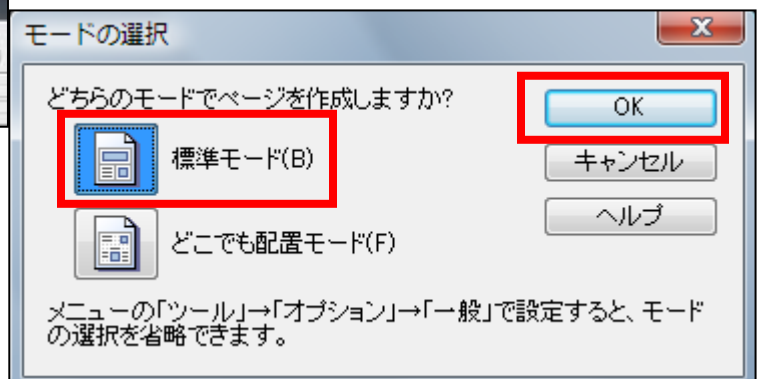 モードの選択
どちらのモードでページを作成しますか?
OK
標準モード(B)
キャンセル
ヘルプ
どこでも配置モード(F)
メニューの「ツール」→「オプション」→「一般」で設定すると、モード
の選択を省略できます。